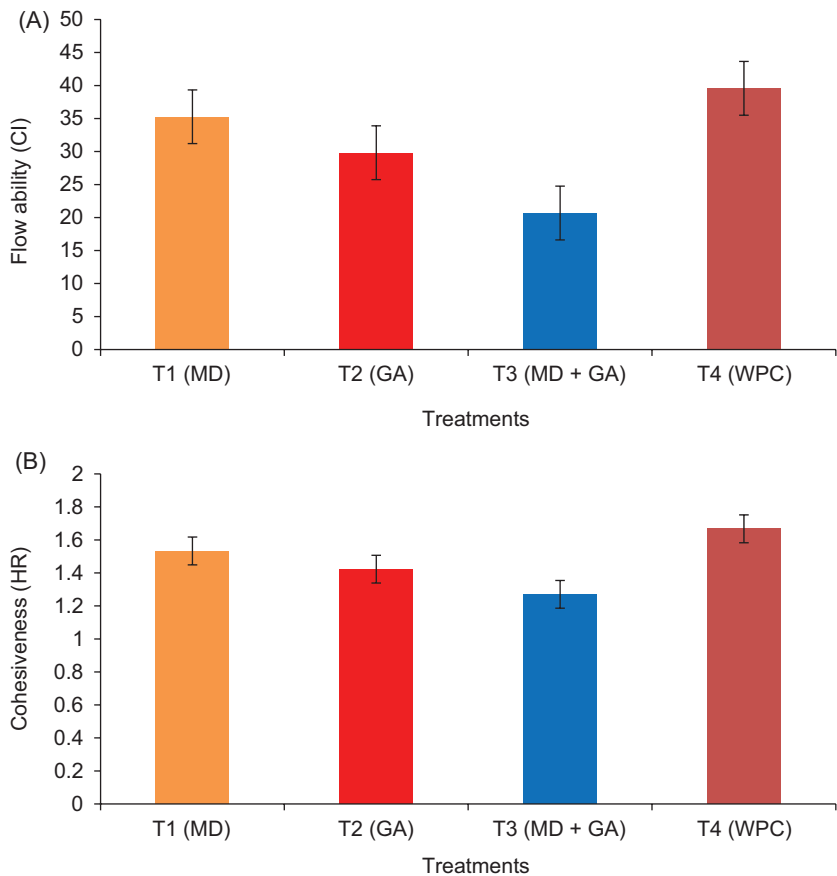 (A)
Flow ability (CI)
50
45
40
35
30
25
20
15
10
5
0
T1 (MD) T2 (GA) T3 (MD + GA) T4 (WPC)
Treatments
(B)
Cohesiveness (HR)
2
1.8
1.6
1.4
1.2
1
0.8
0.6
0.4
0.2
0
T1 (MD) T2 (GA) T3 (MD + GA) T4 (WPC)
Treatments